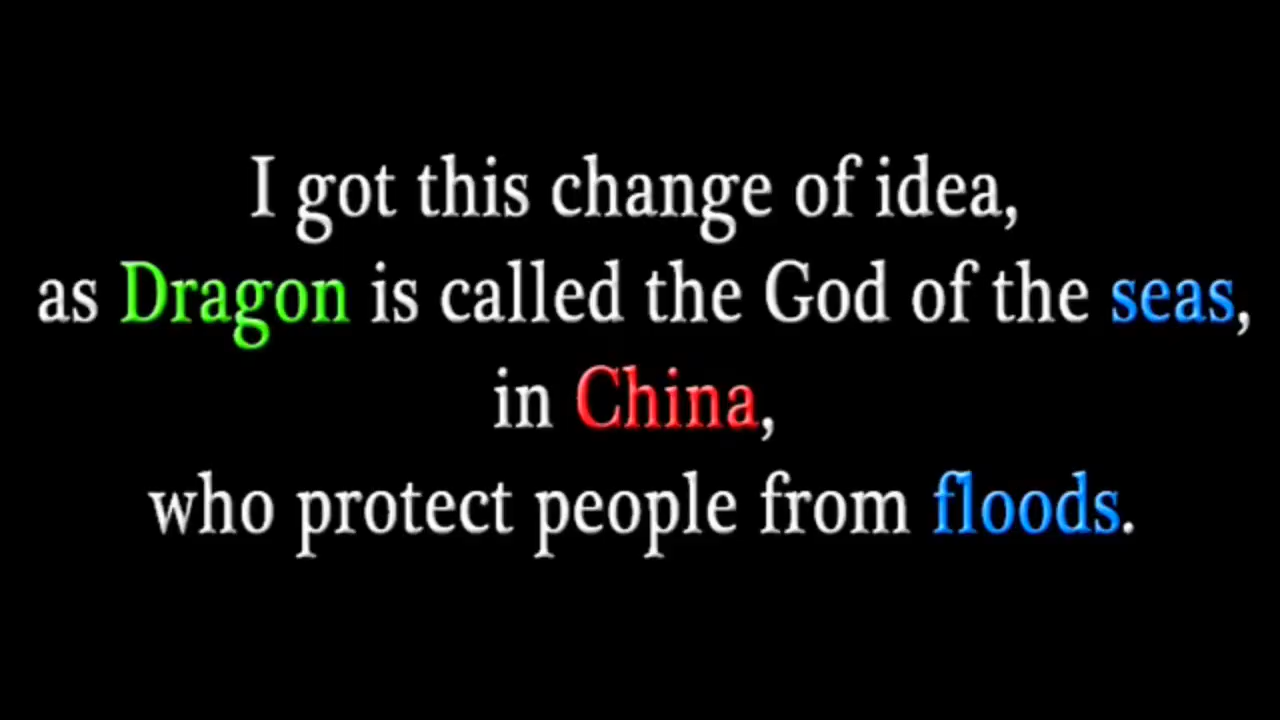 I got this change of idea,
as Dragon is called the God of the seas,
in China,
who protect people from floods.